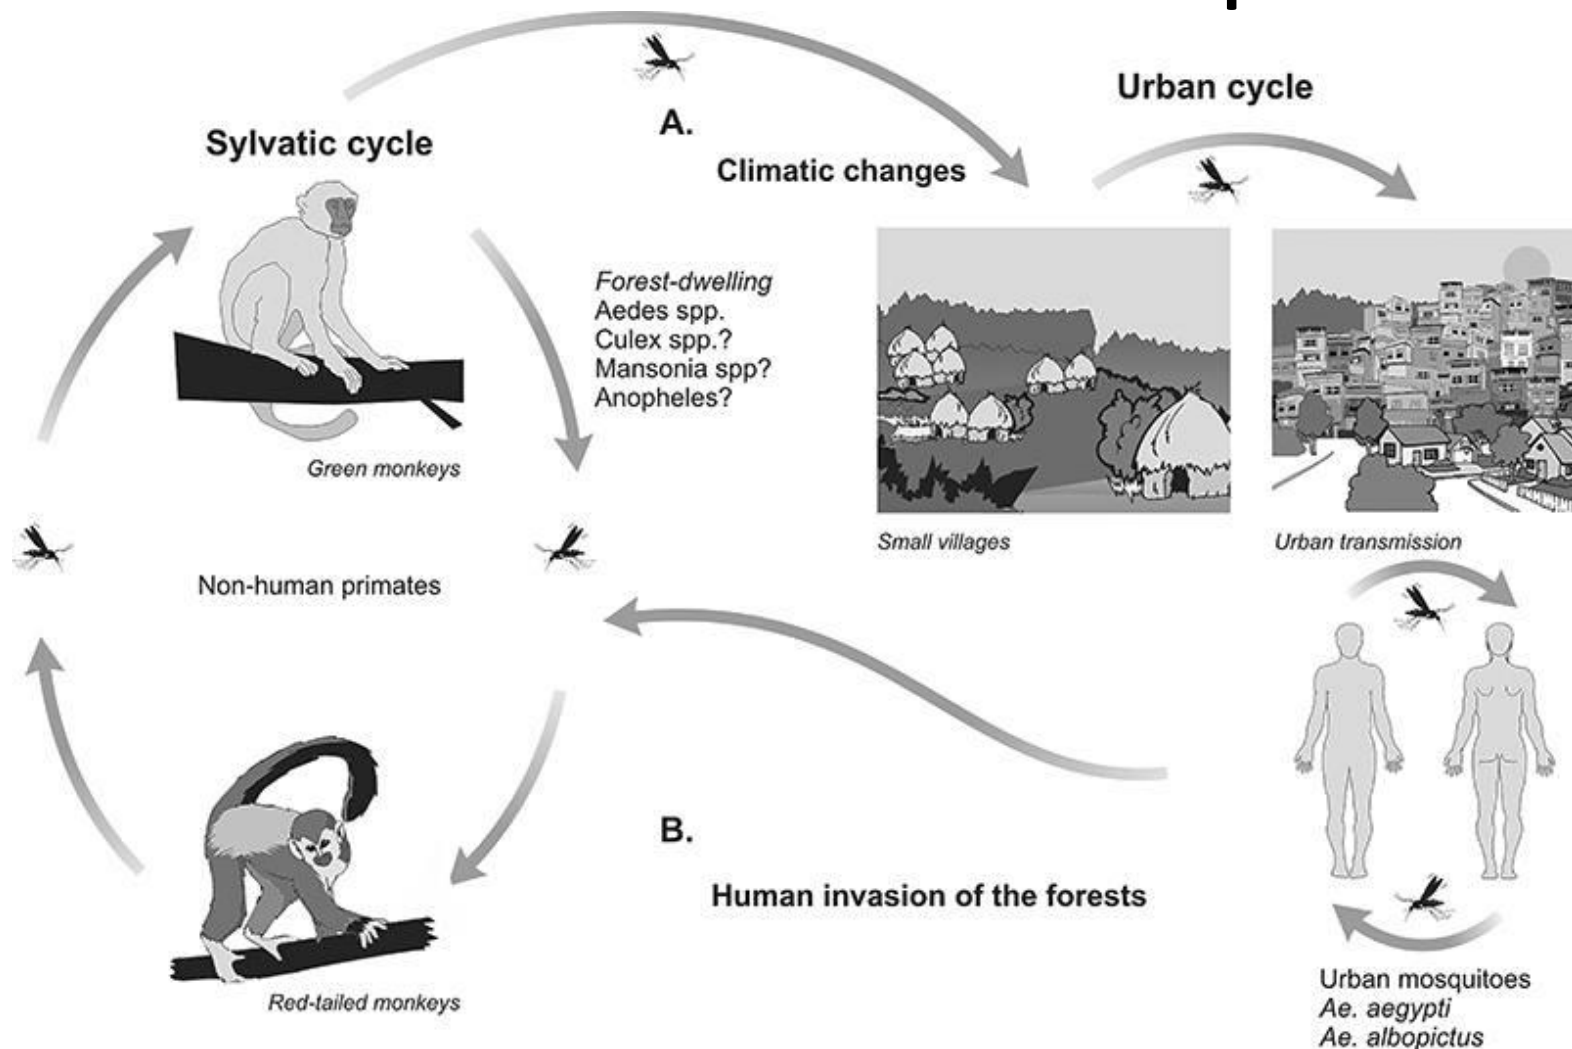 Urban cycle
Sylvatic cycle
A.
Climatic changes
Forest-dwelling
Aedes spp.
Culex spp.?
Mansonia spp?
Anopheles?
Green monkeys
Small villages
Urban transmission
Non-human primates
B.
Human invasion of the forests
Red-tailed monkeys
Urban mosquitoes
Ae. aegypti
Ae. albopictus